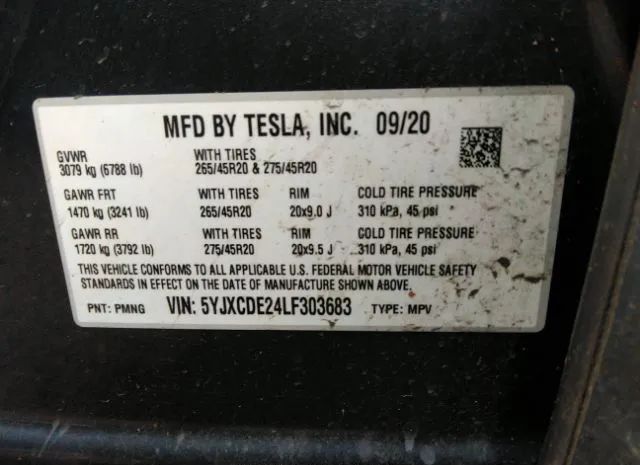 MFD BY TESLA, INC. 09/20
GVWR WITH TIRES
3079 kg (6788 lb) 265/45R20 & 275/45R20
GAWR FRT WITH TIRES RIM COLD TIRE PRESSURE
1470 kg (3241 lb) 265/45R20 20x9.0 J 310 kPa, 45 psi
GAWR RR WITH TIRES RIM COLD TIRE PRESSURE
1720 kg (3792 lb) 275/45R20 20x9.5 J 310 kPa, 45 psi
THIS VEHICLE CONFORMS TO ALL APPLICABLE U.S. FEDERAL MOTOR VEHICLE SAFETY
STANDARDS IN EFFECT ON THE DATE OF MANUFACTURE SHOWN ABOVE.
PNT: PMNG VIN: 5YJXCDE24LF303683 TYPE: MPV